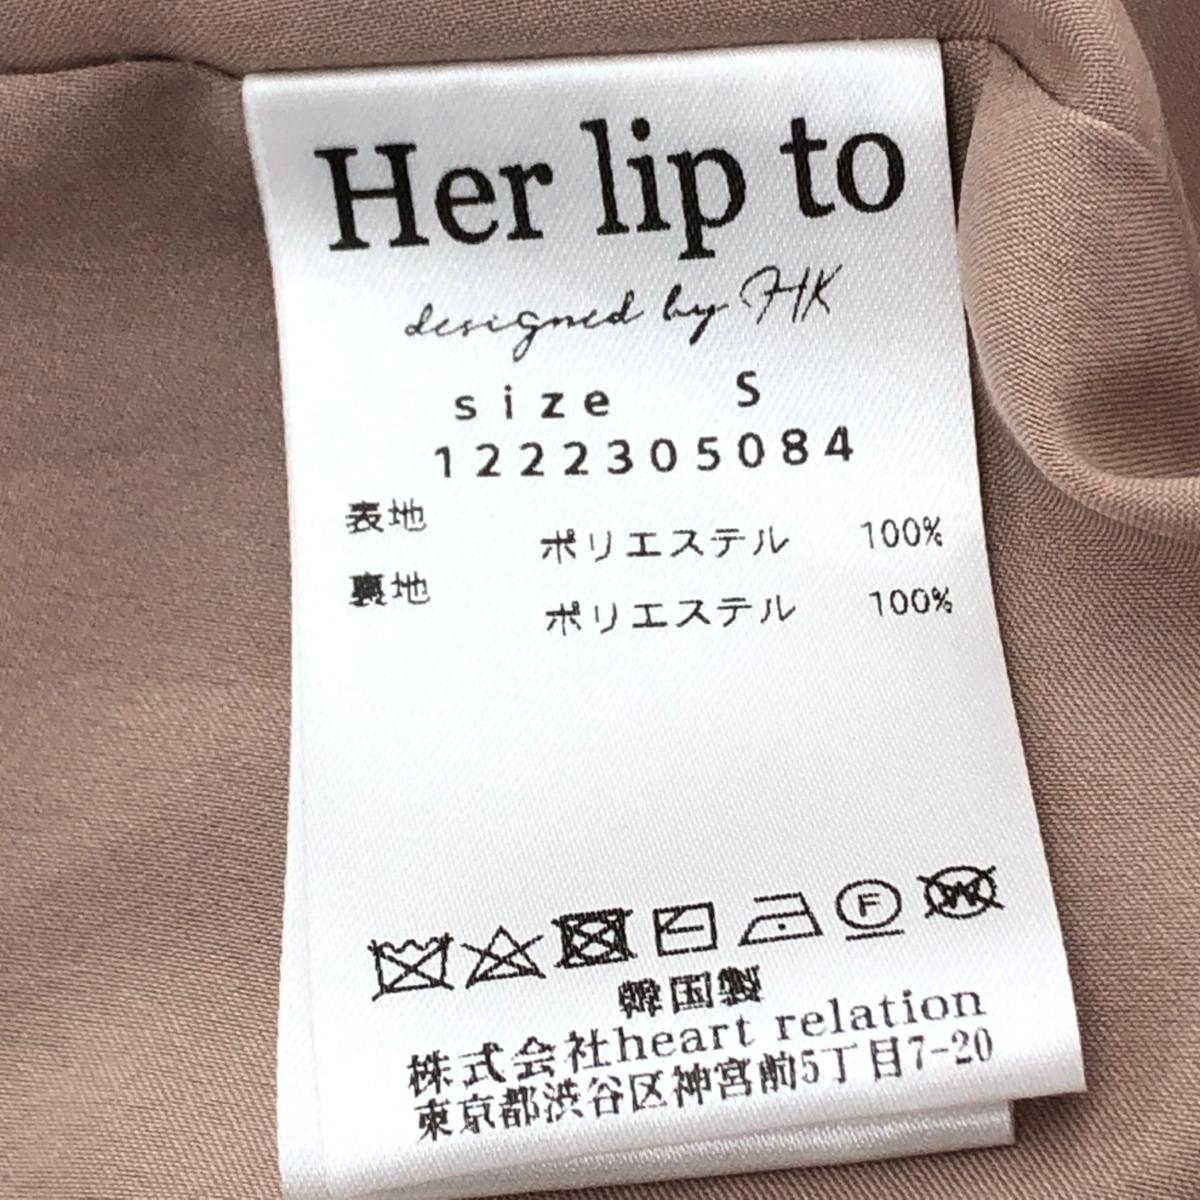 Her lip to
designed by HK
size S
1222305084
表地
ポリエステル 100%
裏地
ポリエステル 100%
F W
韓国製
株式会社heart relation
東京都渋谷区神宮前5丁目7-20